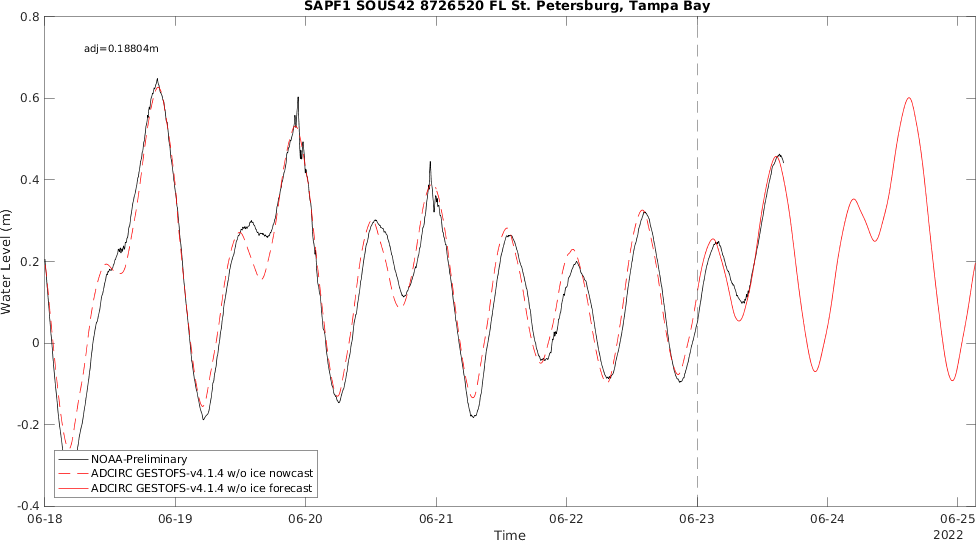 SAPF1 SOUS42 8726520 FL St. Petersburg, Tampa Bay
adj=0.18804m
0.8
0.6
0.4
0.2
0
-0.2
-0.4
Water Level (m)
NOAA-Preliminary
ADCIRC GESTOFS-v4.1.4 w/o ice nowcast
ADCIRC GESTOFS-v4.1.4 w/o ice forecast
06-18 06-19 06-20 06-21 06-22 06-23 06-24 06-25
Time
2022